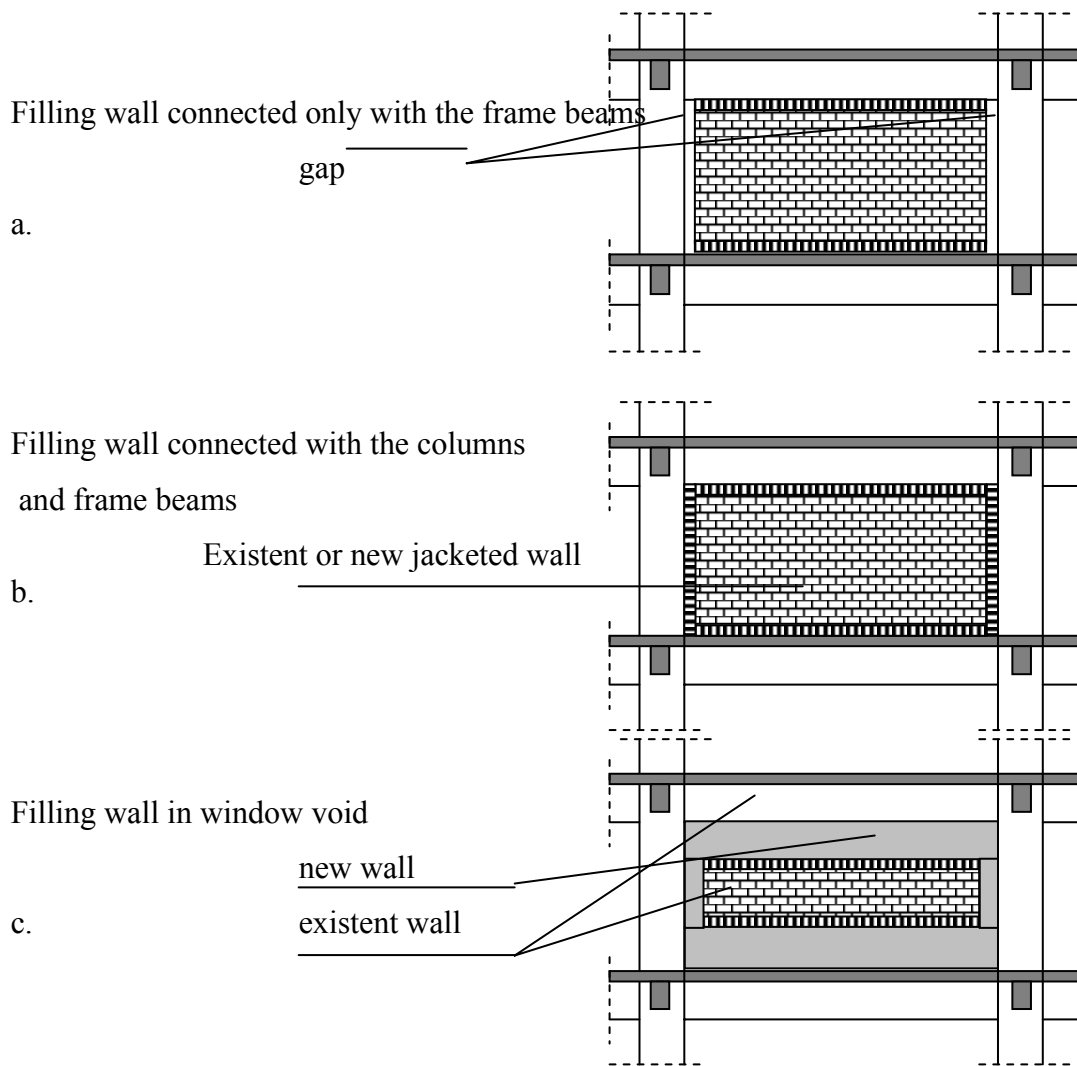 Filling wall connected only with the frame beams
gap
a.
Filling wall connected with the columns
and frame beams
Existent or new jacketed wall
b.
Filling wall in window void
new wall
existent wall
c.